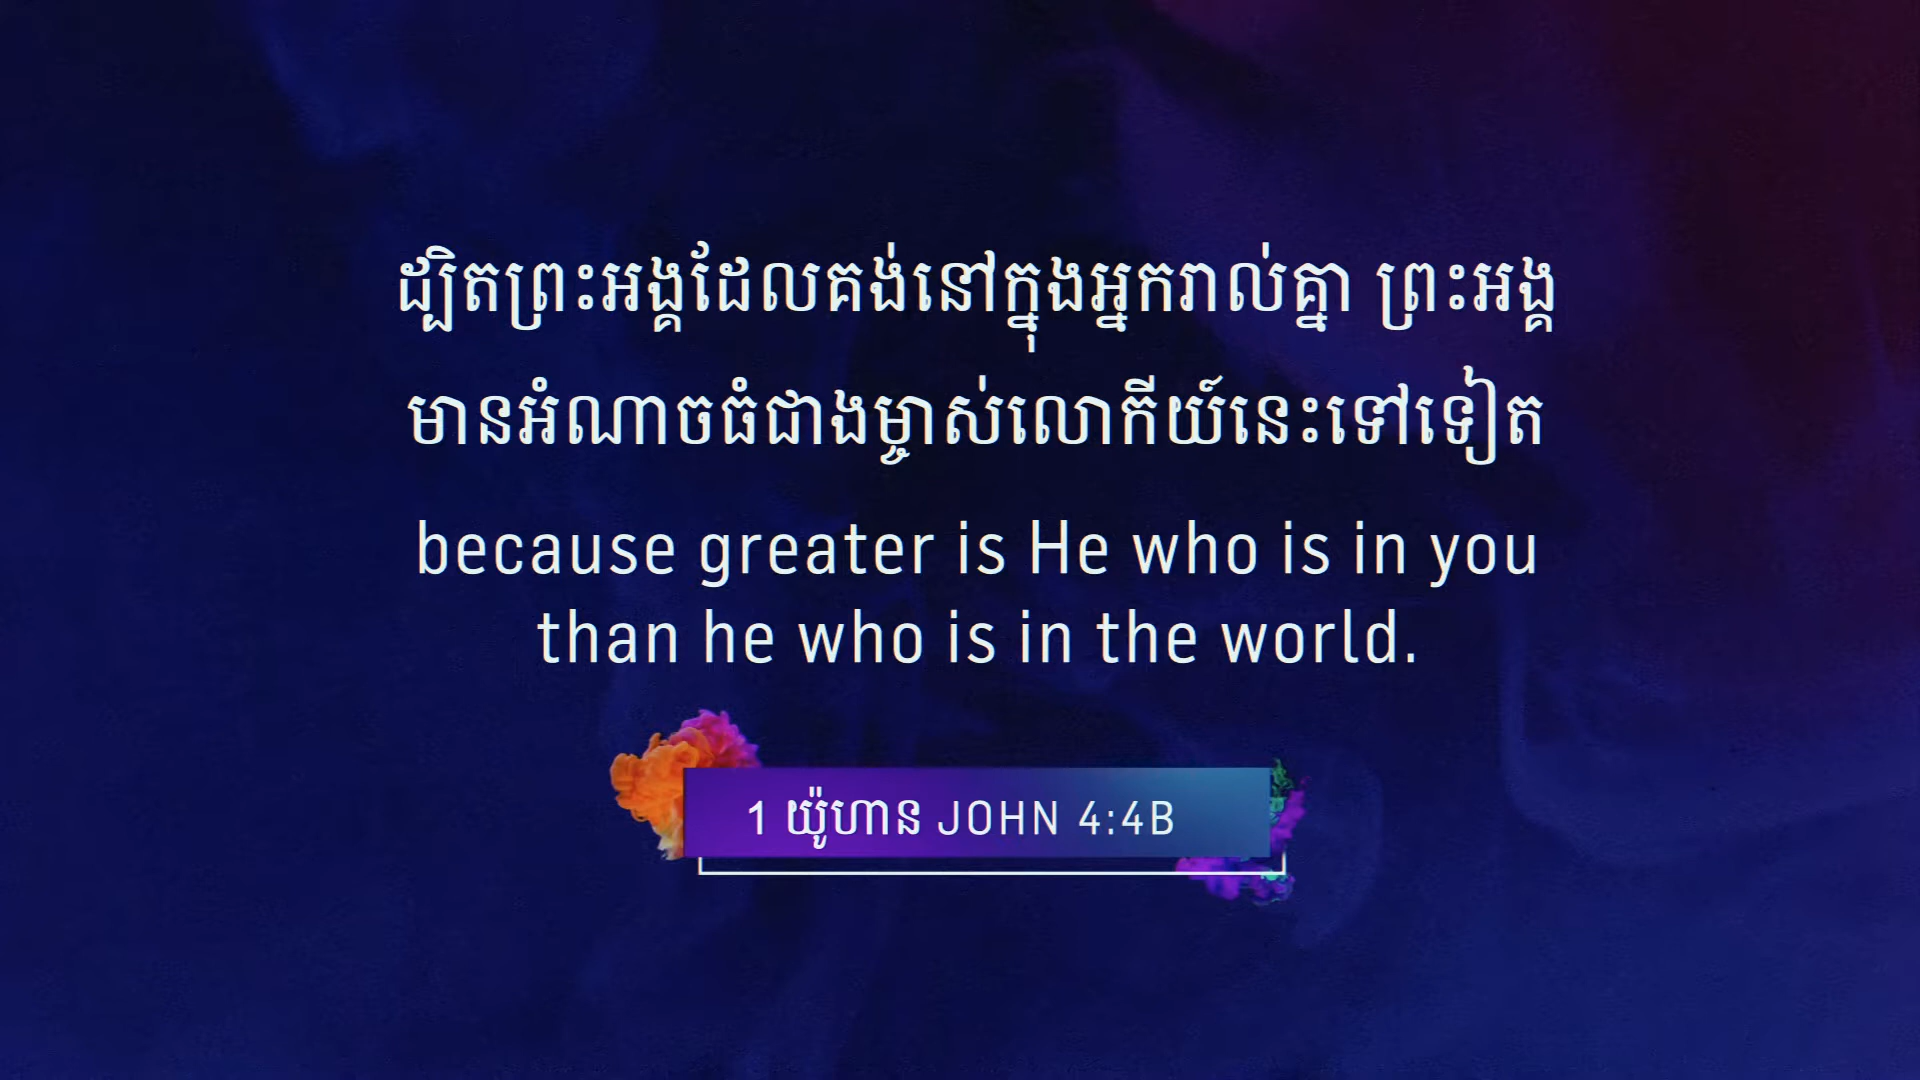 ដ្បិតព្រះអង្គដែលគង់នៅក្នុងអ្នករាល់គ្នា ព្រះអង្គ
មានអំណាចធំជាងម្ចាស់លោកីយ៍នេះទៅទៀត
because greater is He who is in you
than he who is in the world.
1 យ៉ូហាន JOHN 4:4B